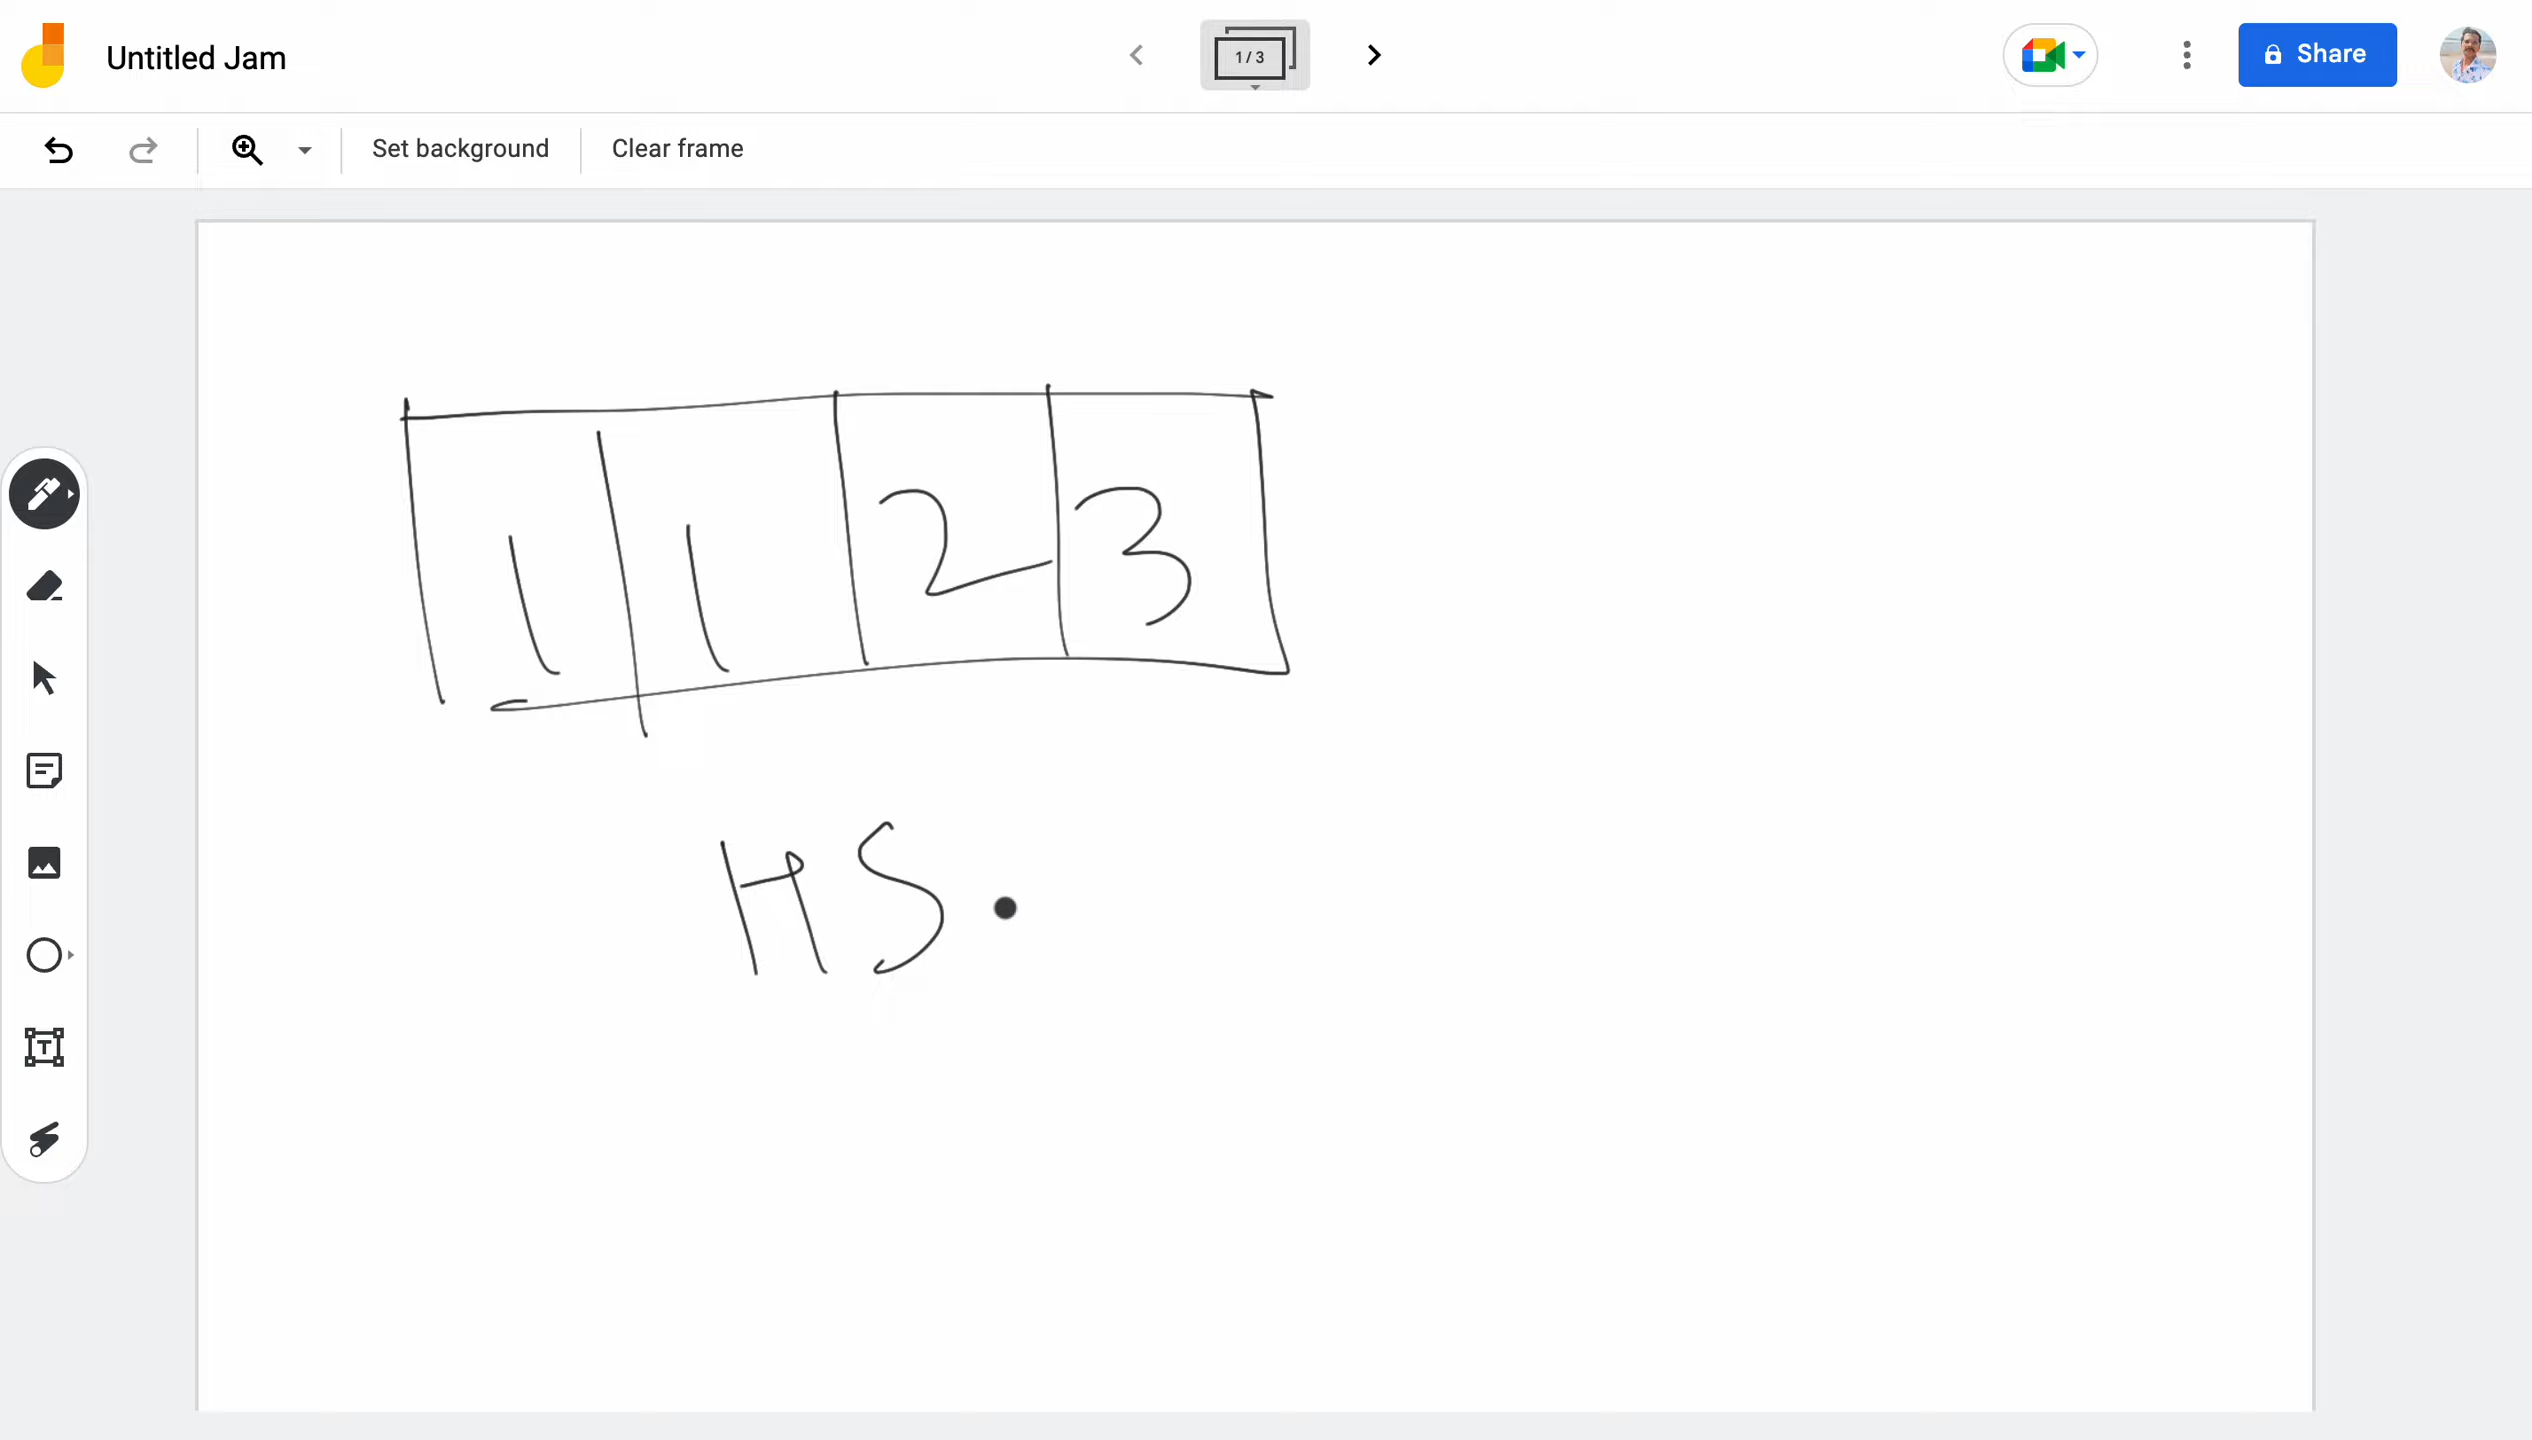 Untitled Jam
1 / 3
Share
Set background
Clear frame
1 1 2 3
HS